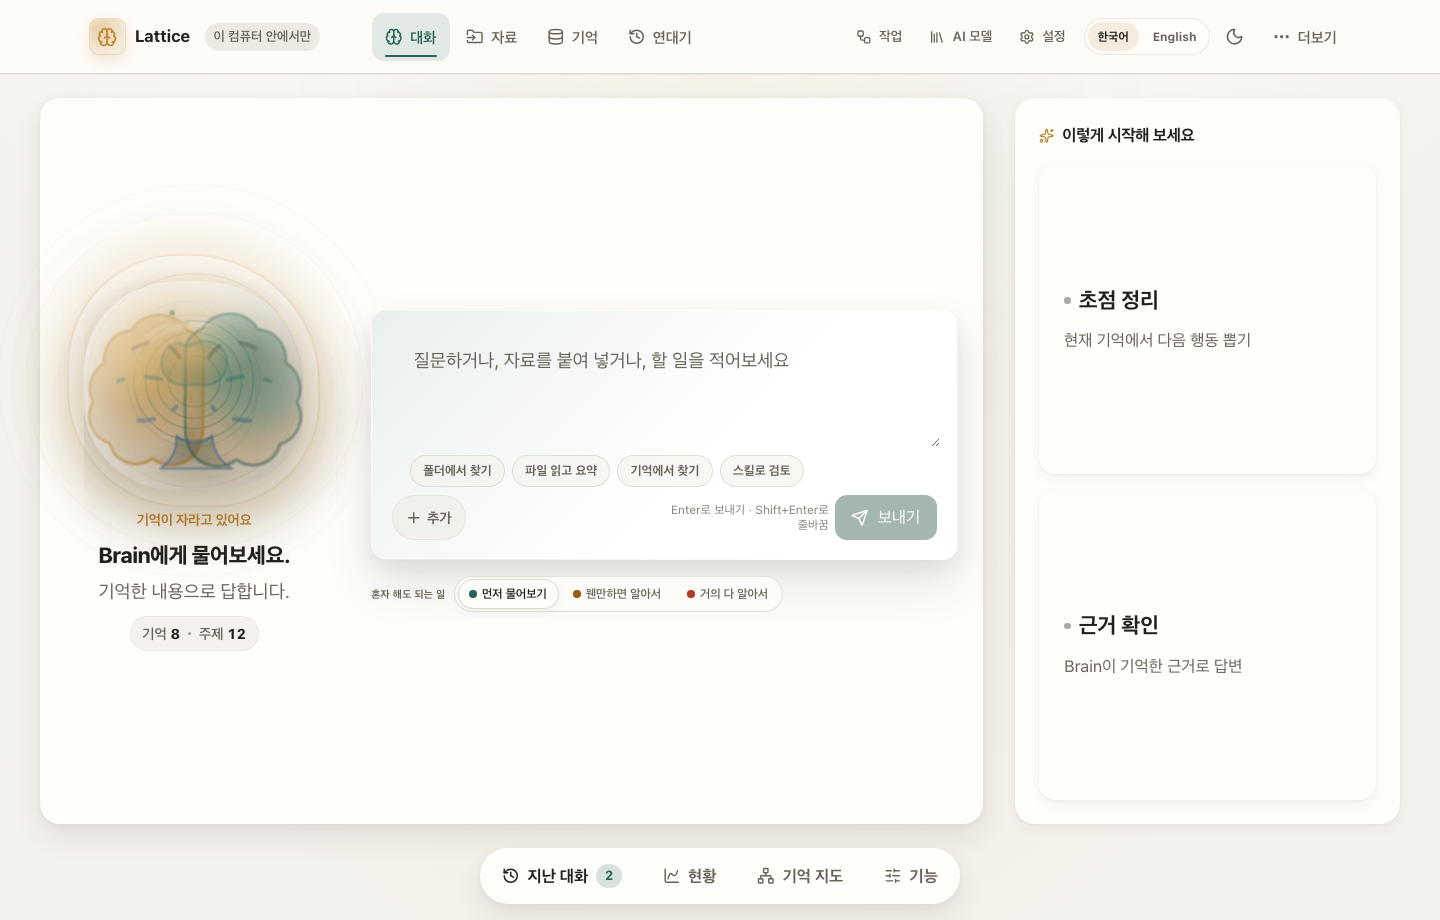 Lattice
이 컴퓨터 안에서만
대화
자료
기억
연대기
작업
AI 모델
설정
한국어
English
더보기
기억이 자라고 있어요
Brain에게 물어보세요.
기억한 내용으로 답합니다.
기억 8 · 주제 12
질문하거나, 자료를 붙여 넣거나, 할 일을 적어보세요
폴더에서 찾기
파일 읽고 요약
기억에서 찾기
스킬로 검토
추가
Enter로 보내기 · Shift+Enter로
줄바꿈
보내기
혼자 해도 되는 일
먼저 물어보기
웬만하면 알아서
거의 다 알아서
이렇게 시작해 보세요
초점 정리
현재 기억에서 다음 행동 뽑기
근거 확인
Brain이 기억한 근거로 답변
지난 대화 2
현황
기억 지도
기능